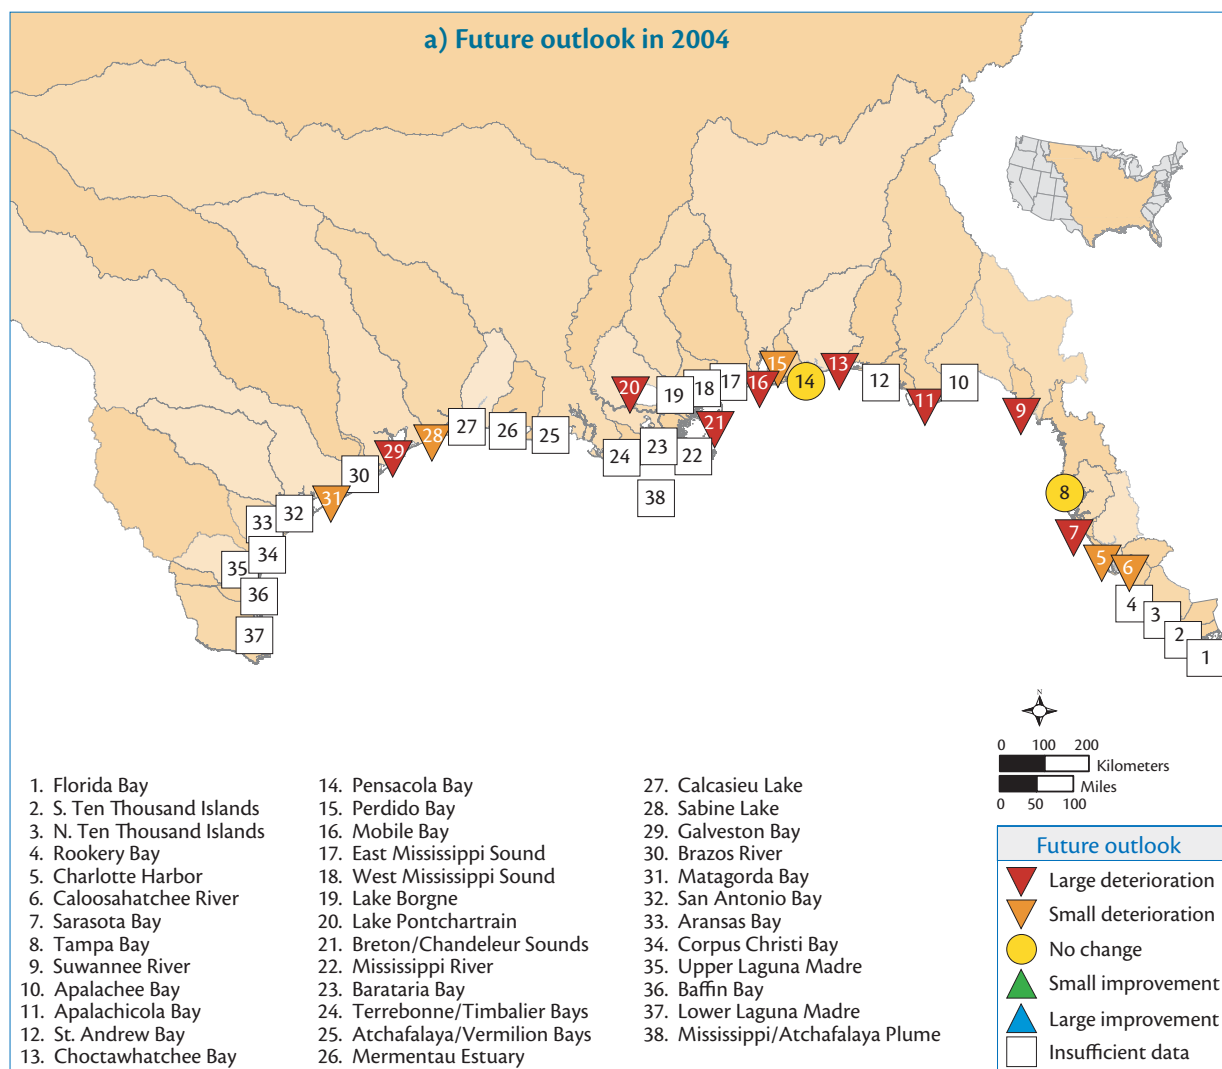 a) Future outlook in 2004
20
19
18
17
16
15
14
13
12
11
10
9
29
28
27
26
25
24
23
22
21
38
31
30
33
32
35
34
36
37
8
7
5
6
4
3
2
1
N
0 100 200
Kilometers
Miles
0 50 100
1. Florida Bay
2. S. Ten Thousand Islands
3. N. Ten Thousand Islands
4. Rookery Bay
5. Charlotte Harbor
6. Caloosahatchee River
7. Sarasota Bay
8. Tampa Bay
9. Suwannee River
10. Apalachee Bay
11. Apalachicola Bay
12. St. Andrew Bay
13. Choctawhatchee Bay
14. Pensacola Bay
15. Perdido Bay
16. Mobile Bay
17. East Mississippi Sound
18. West Mississippi Sound
19. Lake Borgne
20. Lake Pontchartrain
21. Breton/Chandeleur Sounds
22. Mississippi River
23. Barataria Bay
24. Terrebonne/Timbalier Bays
25. Atchafalaya/Vermilion Bays
26. Mermentau Estuary
27. Calcasieu Lake
28. Sabine Lake
29. Galveston Bay
30. Brazos River
31. Matagorda Bay
32. San Antonio Bay
33. Aransas Bay
34. Corpus Christi Bay
35. Upper Laguna Madre
36. Baffin Bay
37. Lower Laguna Madre
38. Mississippi/Atchafalaya Plume
Future outlook
Large deterioration
Small deterioration
No change
Small improvement
Large improvement
Insufficient data